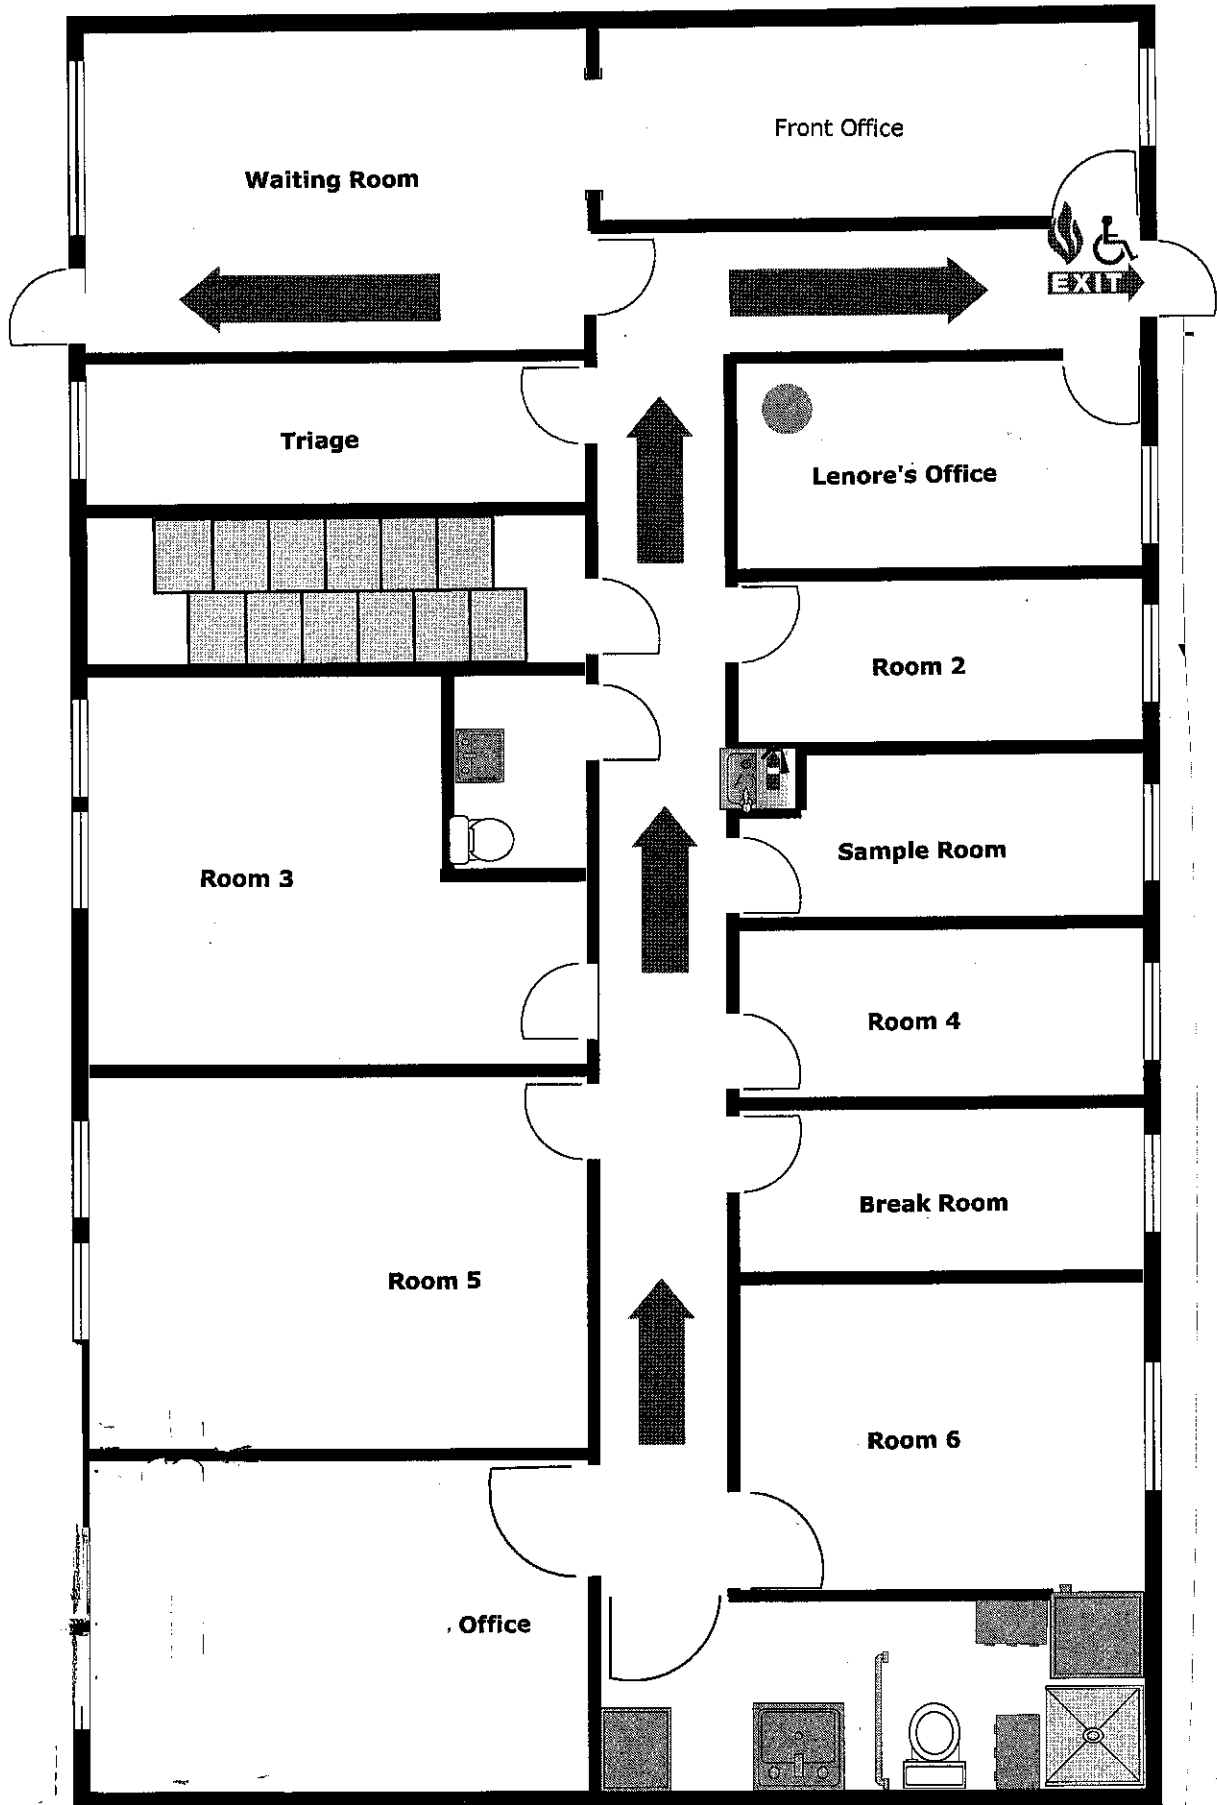 Front Office
Waiting Room
EXIT
Triage
Lenore's Office
Room 2
Sample Room
Room 3
Room 4
Break Room
Room 5
Room 6
Office